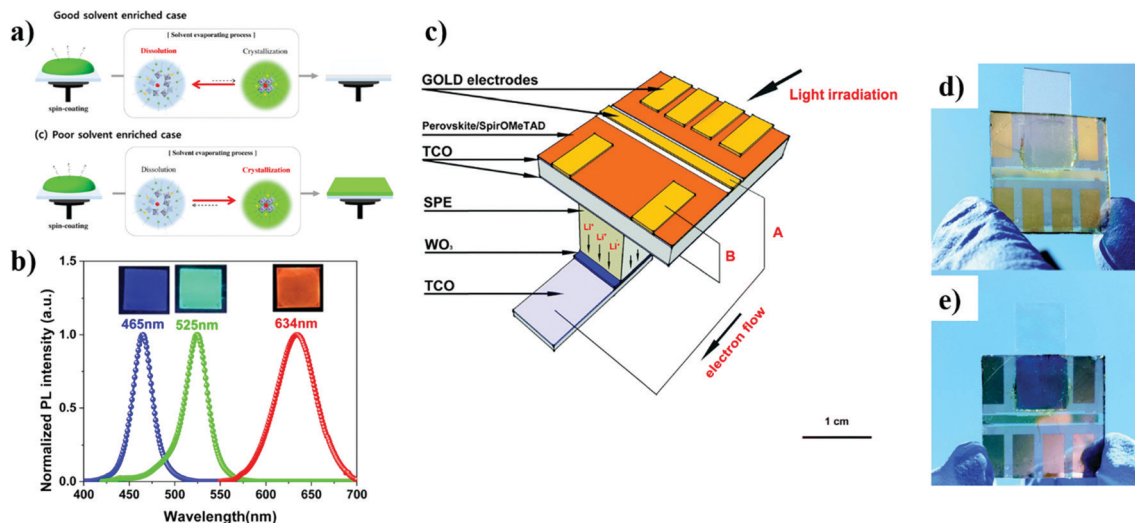 a)
Good solvent enriched case
[ Solvent evaporating process ]
Dissolution
Crystallization
spin-coating
(c) Poor solvent enriched case
[ Solvent evaporating process ]
Dissolution
Crystallization
spin-coating
b)
Normalized PL intensity (a.u.)
1.5
1.0
0.5
0.0
465nm
525nm
634nm
400 450 500 550 600 650 700
Wavelength(nm)
c)
GOLD electrodes
Light irradiation
Perovskite/SpirOMeTAD
TCO
SPE
Li⁺
Li⁺
Li⁺
Li⁺
WO₃
TCO
A
B
electron flow
1 cm
d)
e)